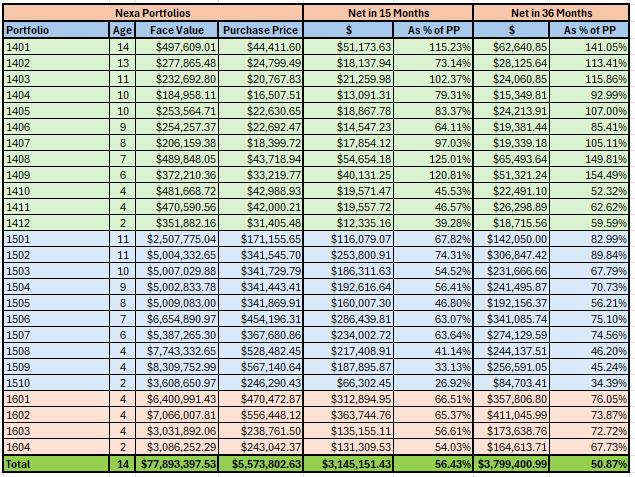 Nexa Portfolios Net in 15 Months Net in 36 Months
Portfolio Age Face Value Purchase Price $ As % of PP $ As % of PP
1401 14 $497,609.01 $44,411.60 $51,173.63 115.23% $62,640.85 141.05%
1402 13 $277,865.48 $24,799.49 $18,137.94 73.14% $28,125.64 113.41%
1403 11 $232,692.80 $20,767.83 $21,259.98 102.37% $24,060.85 115.86%
1404 10 $184,958.11 $16,507.51 $13,091.31 79.31% $15,349.81 92.99%
1405 10 $253,564.71 $22,630.65 $18,867.78 83.37% $24,213.91 107.00%
1406 9 $254,257.37 $22,692.47 $14,547.23 64.11% $19,381.44 85.41%
1407 8 $206,159.38 $18,399.72 $17,854.12 97.03% $19,339.18 105.11%
1408 7 $489,848.05 $43,718.94 $54,654.18 125.01% $65,493.64 149.81%
1409 6 $372,210.36 $33,219.77 $40,131.25 120.81% $51,321.24 154.49%
1410 4 $481,668.72 $42,988.93 $19,571.47 45.53% $22,491.10 52.32%
1411 4 $470,590.56 $42,000.21 $19,557.72 46.57% $26,298.89 62.62%
1412 2 $351,882.16 $31,405.48 $12,335.16 39.28% $18,715.56 59.59%
1501 11 $2,507,775.04 $171,155.65 $116,079.07 67.82% $142,050.00 82.99%
1502 11 $5,004,332.65 $341,545.70 $253,800.91 74.31% $306,847.42 89.84%
1503 10 $5,007,029.88 $341,729.79 $186,311.63 54.52% $231,666.66 67.79%
1504 9 $5,002,833.78 $341,443.41 $192,616.64 56.41% $241,495.87 70.73%
1505 8 $5,009,083.00 $341,869.91 $160,007.30 46.80% $192,156.37 56.21%
1506 7 $6,654,890.97 $454,196.31 $286,439.81 63.07% $341,085.74 75.10%
1507 6 $5,387,265.30 $367,680.86 $234,002.72 63.64% $274,129.59 74.56%
1508 4 $7,743,332.65 $528,482.45 $217,408.91 41.14% $244,137.51 46.20%
1509 4 $8,309,752.99 $567,140.64 $187,895.87 33.13% $256,591.05 45.24%
1510 2 $3,608,650.97 $246,290.43 $66,302.45 26.92% $84,703.41 34.39%
1601 4 $6,400,991.43 $470,472.87 $312,894.95 66.51% $357,806.80 76.05%
1602 4 $7,066,007.81 $556,448.12 $363,744.76 65.37% $411,045.99 73.87%
1603 4 $3,031,892.06 $238,761.50 $135,155.11 56.61% $173,638.76 72.72%
1604 2 $3,086,252.29 $243,042.37 $131,309.53 54.03% $164,613.71 67.73%
Total 14 $77,893,397.53 $5,573,802.63 $3,145,151.43 56.43% $3,799,400.99 50.87%